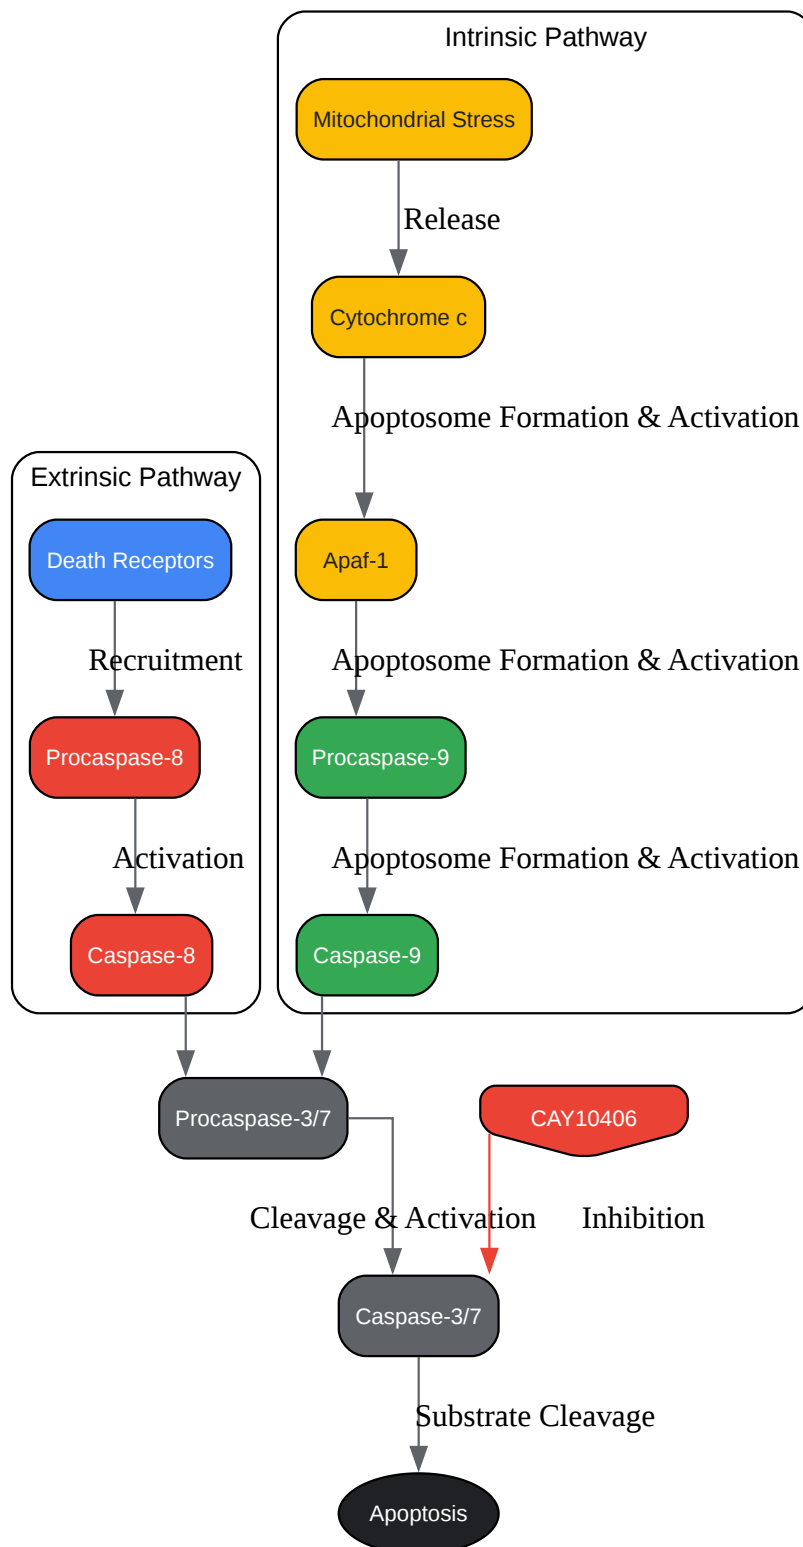 Intrinsic Pathway
Mitochondrial Stress
Release
Cytochrome c
Apoptosome Formation & Activation
Extrinsic Pathway
Death Receptors
Apaf-1
Recruitment
Apoptosome Formation & Activation
Procaspase-8
Procaspase-9
Activation
Apoptosome Formation & Activation
Caspase-8
Caspase-9
Procaspase-3/7
CAY10406
Cleavage & Activation
Inhibition
Caspase-3/7
Substrate Cleavage
Apoptosis